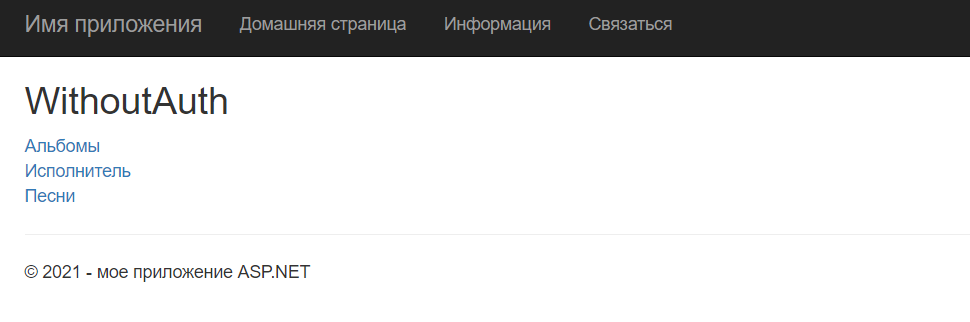 Имя приложения Домашняя страница Информация Связаться
WithoutAuth
Альбомы
Исполнитель
Песни
© 2021 - мое приложение ASP.NET